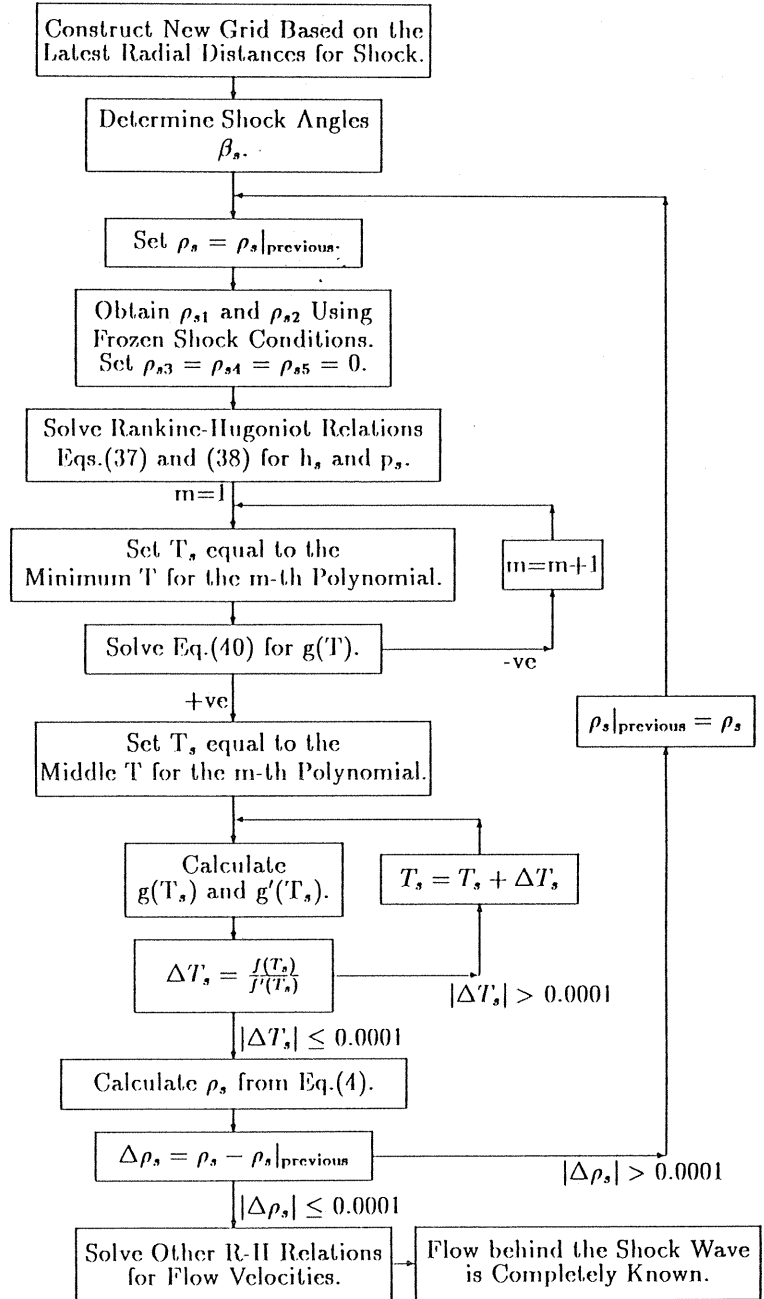 Construct New Grid Based on the
Latest Radial Distances for Shock.
Determine Shock Angles
βₛ.
Set ρₛ = ρₛ|previous.
Obtain ρₛ₁ and ρₛ₂ Using
Frozen Shock Conditions.
Set ρₛ₃ = ρₛ₄ = ρₛ₅ = 0.
Solve Rankine-Hugoniot Relations
Eqs.(37) and (38) for hₛ and pₛ.
m=1
Set Tₛ equal to the
Minimum T for the m-th Polynomial.
m=m+1
Solve Eq.(40) for g(T).
-ve
+ve
Set Tₛ equal to the
Middle T for the m-th Polynomial.
ρₛ|previous = ρₛ
Calculate
g(Tₛ) and g'(Tₛ).
Tₛ = Tₛ + ΔTₛ
ΔTₛ = f(Tₛ)/f'(Tₛ)
|ΔTₛ| > 0.0001
|ΔTₛ| ≤ 0.0001
Calculate ρₛ from Eq.(4).
Δρₛ = ρₛ − ρₛ|previous
|Δρₛ| > 0.0001
|Δρₛ| ≤ 0.0001
Solve Other R-H Relations
for Flow Velocities.
Flow behind the Shock Wave
is Completely Known.